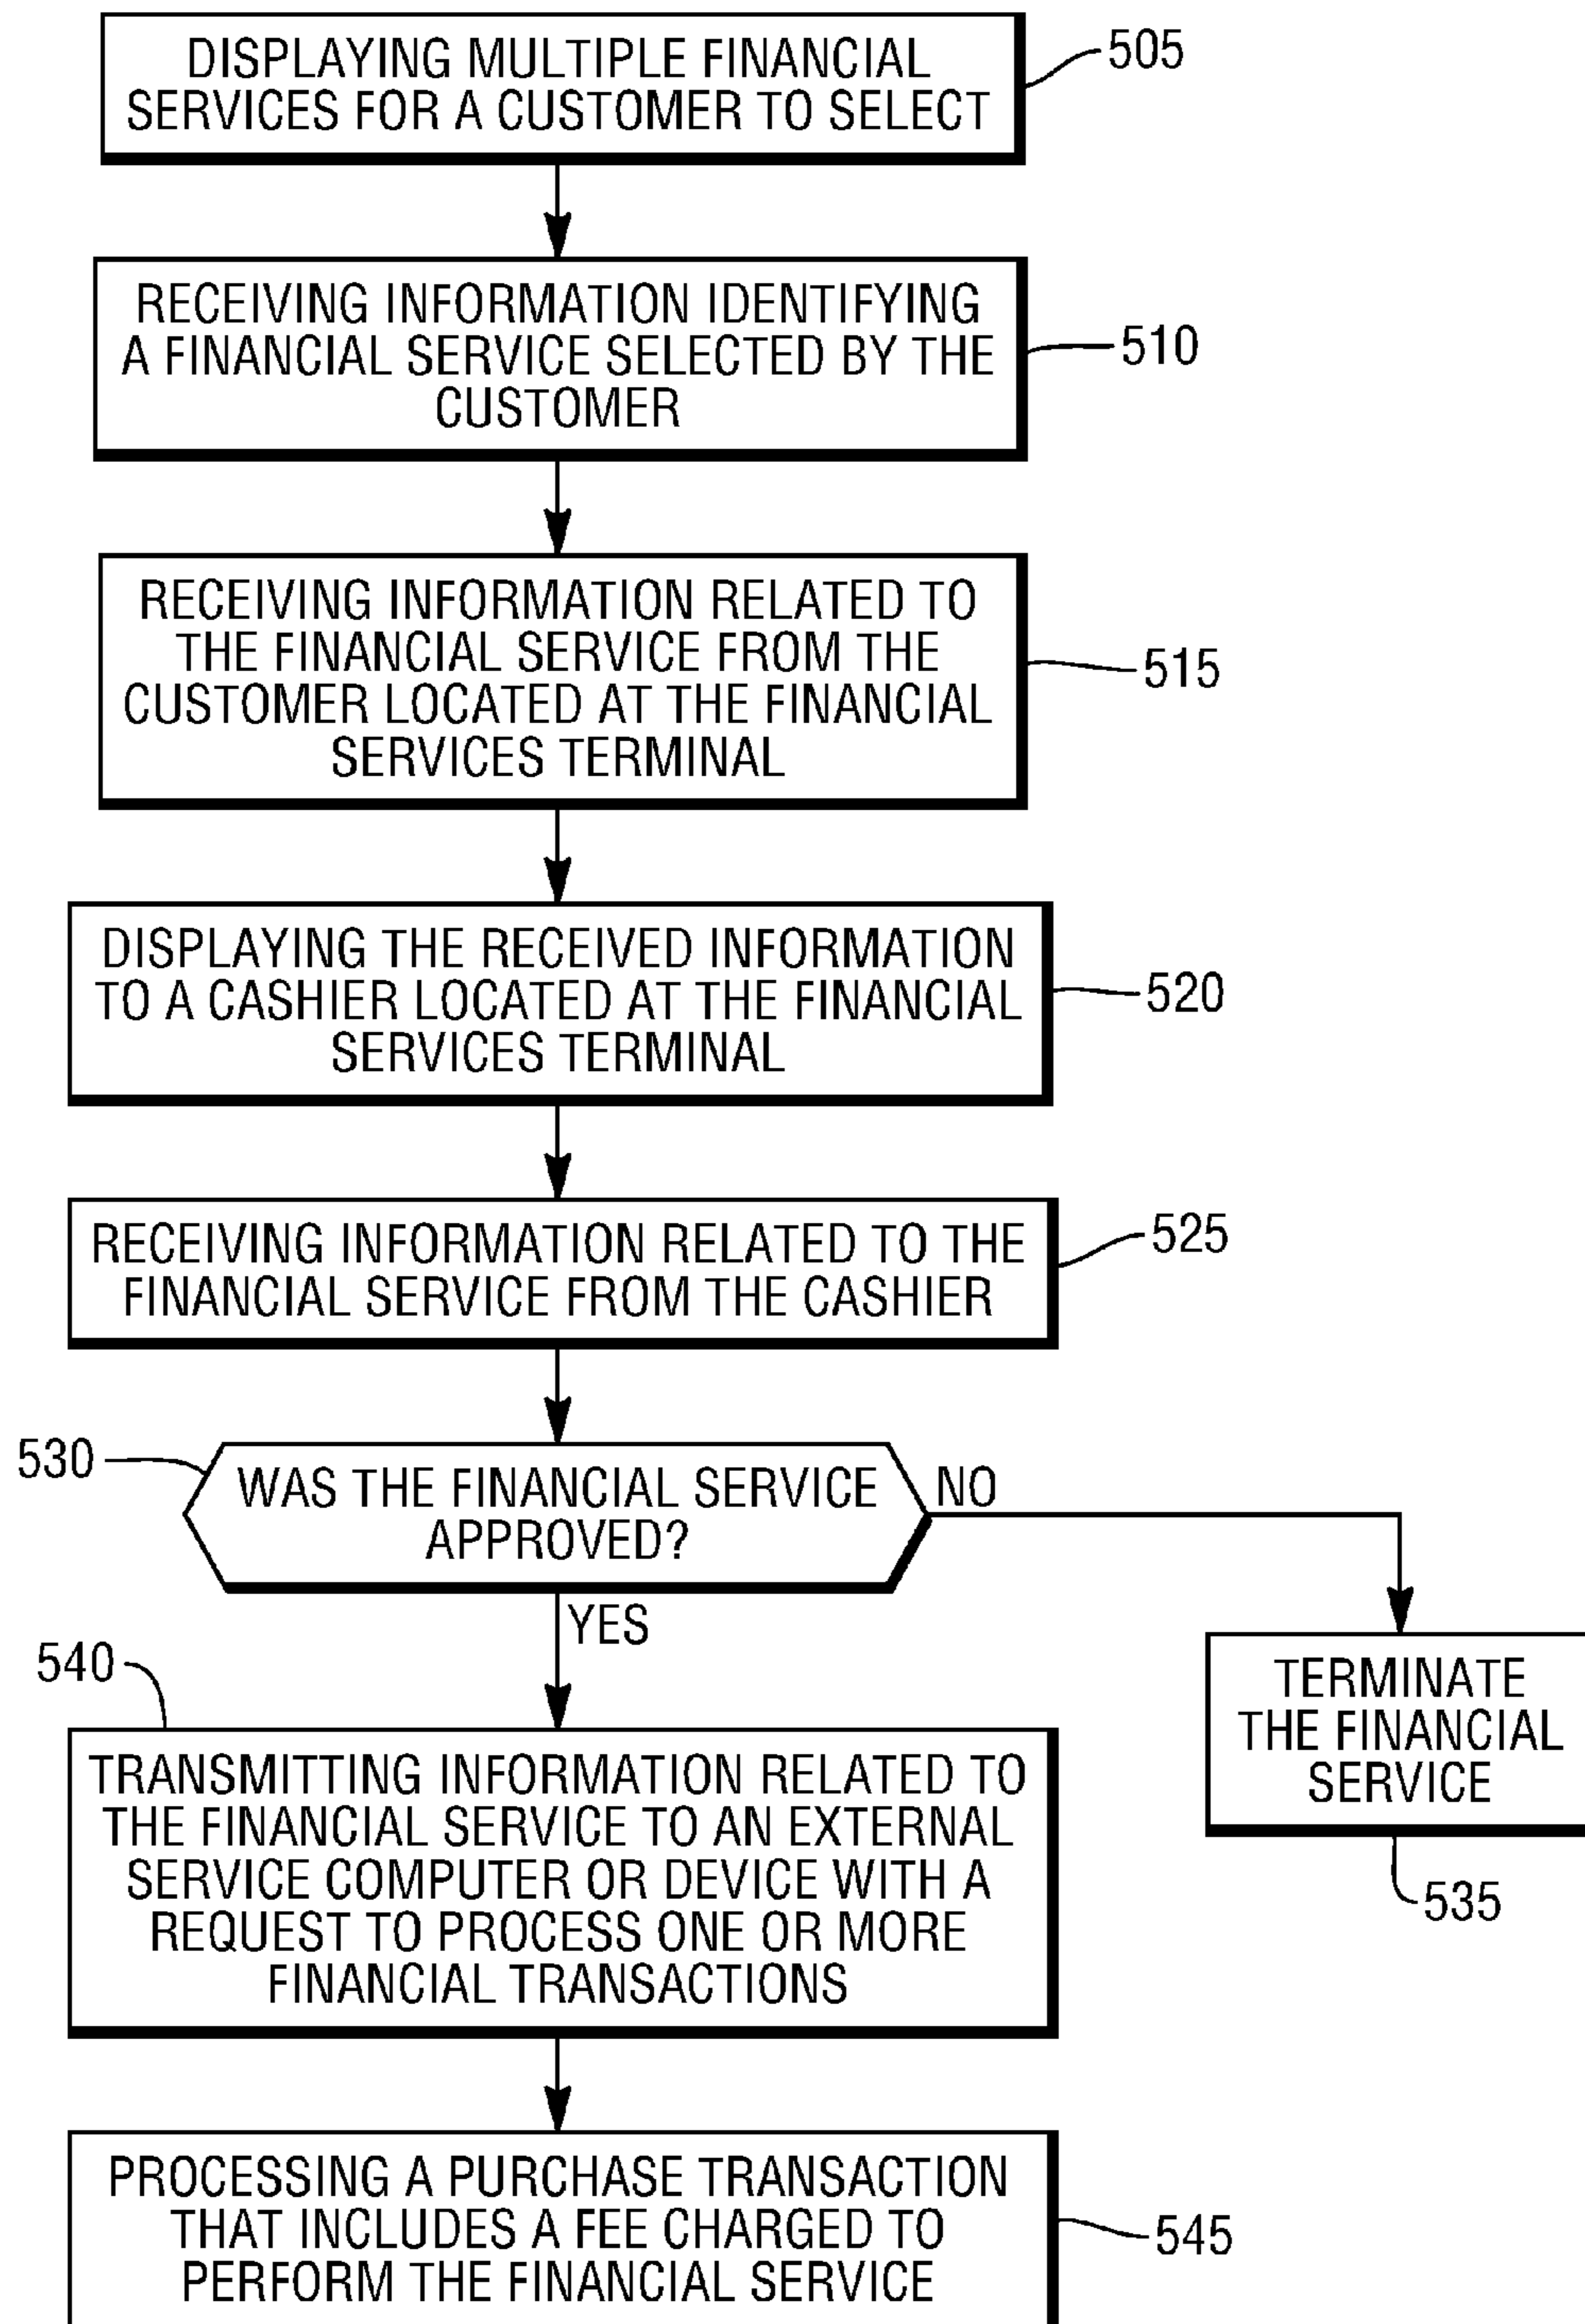 DISPLAYING MULTIPLE FINANCIAL
SERVICES FOR A CUSTOMER TO SELECT
505
RECEIVING INFORMATION IDENTIFYING
A FINANCIAL SERVICE SELECTED BY THE
CUSTOMER
510
RECEIVING INFORMATION RELATED TO
THE FINANCIAL SERVICE FROM THE
CUSTOMER LOCATED AT THE FINANCIAL
SERVICES TERMINAL
515
DISPLAYING THE RECEIVED INFORMATION
TO A CASHIER LOCATED AT THE FINANCIAL
SERVICES TERMINAL
520
RECEIVING INFORMATION RELATED TO THE
FINANCIAL SERVICE FROM THE CASHIER
525
530
WAS THE FINANCIAL SERVICE
APPROVED?
NO
YES
TERMINATE
THE FINANCIAL
SERVICE
535
540
TRANSMITTING INFORMATION RELATED TO
THE FINANCIAL SERVICE TO AN EXTERNAL
SERVICE COMPUTER OR DEVICE WITH A
REQUEST TO PROCESS ONE OR MORE
FINANCIAL TRANSACTIONS
PROCESSING A PURCHASE TRANSACTION
THAT INCLUDES A FEE CHARGED TO
PERFORM THE FINANCIAL SERVICE
545